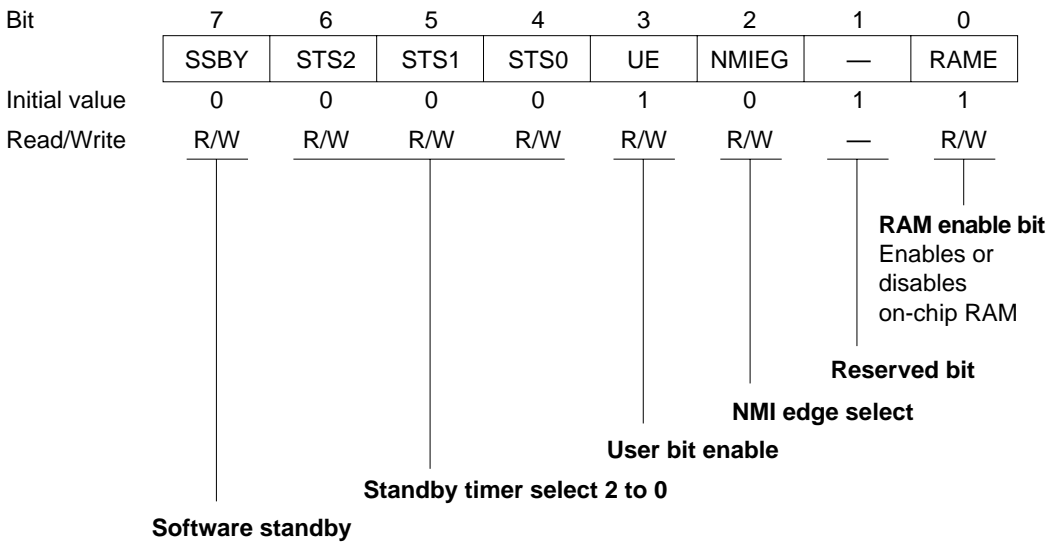 Bit 7 6 5 4 3 2 1 0
SSBY STS2 STS1 STS0 UE NMIEG — RAME
Initial value 0 0 0 0 1 0 1 1
Read/Write R/W R/W R/W R/W R/W R/W — R/W
RAM enable bit
Enables or
disables
on-chip RAM
Reserved bit
NMI edge select
User bit enable
Standby timer select 2 to 0
Software standby